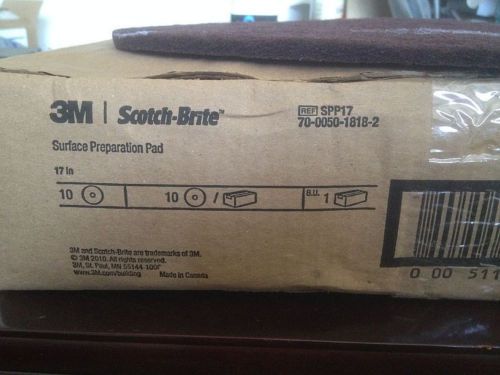 3M | Scotch-Brite™
REF SPP17
70-0050-1818-2
Surface Preparation Pad
17 in
10 10 / B.U. 1
3M and Scotch-Brite are trademarks of 3M.
© 3M 2010. All rights reserved.
3M, St. Paul, MN 55144-1000
www.3M.com/building Made in Canada
0 00 511